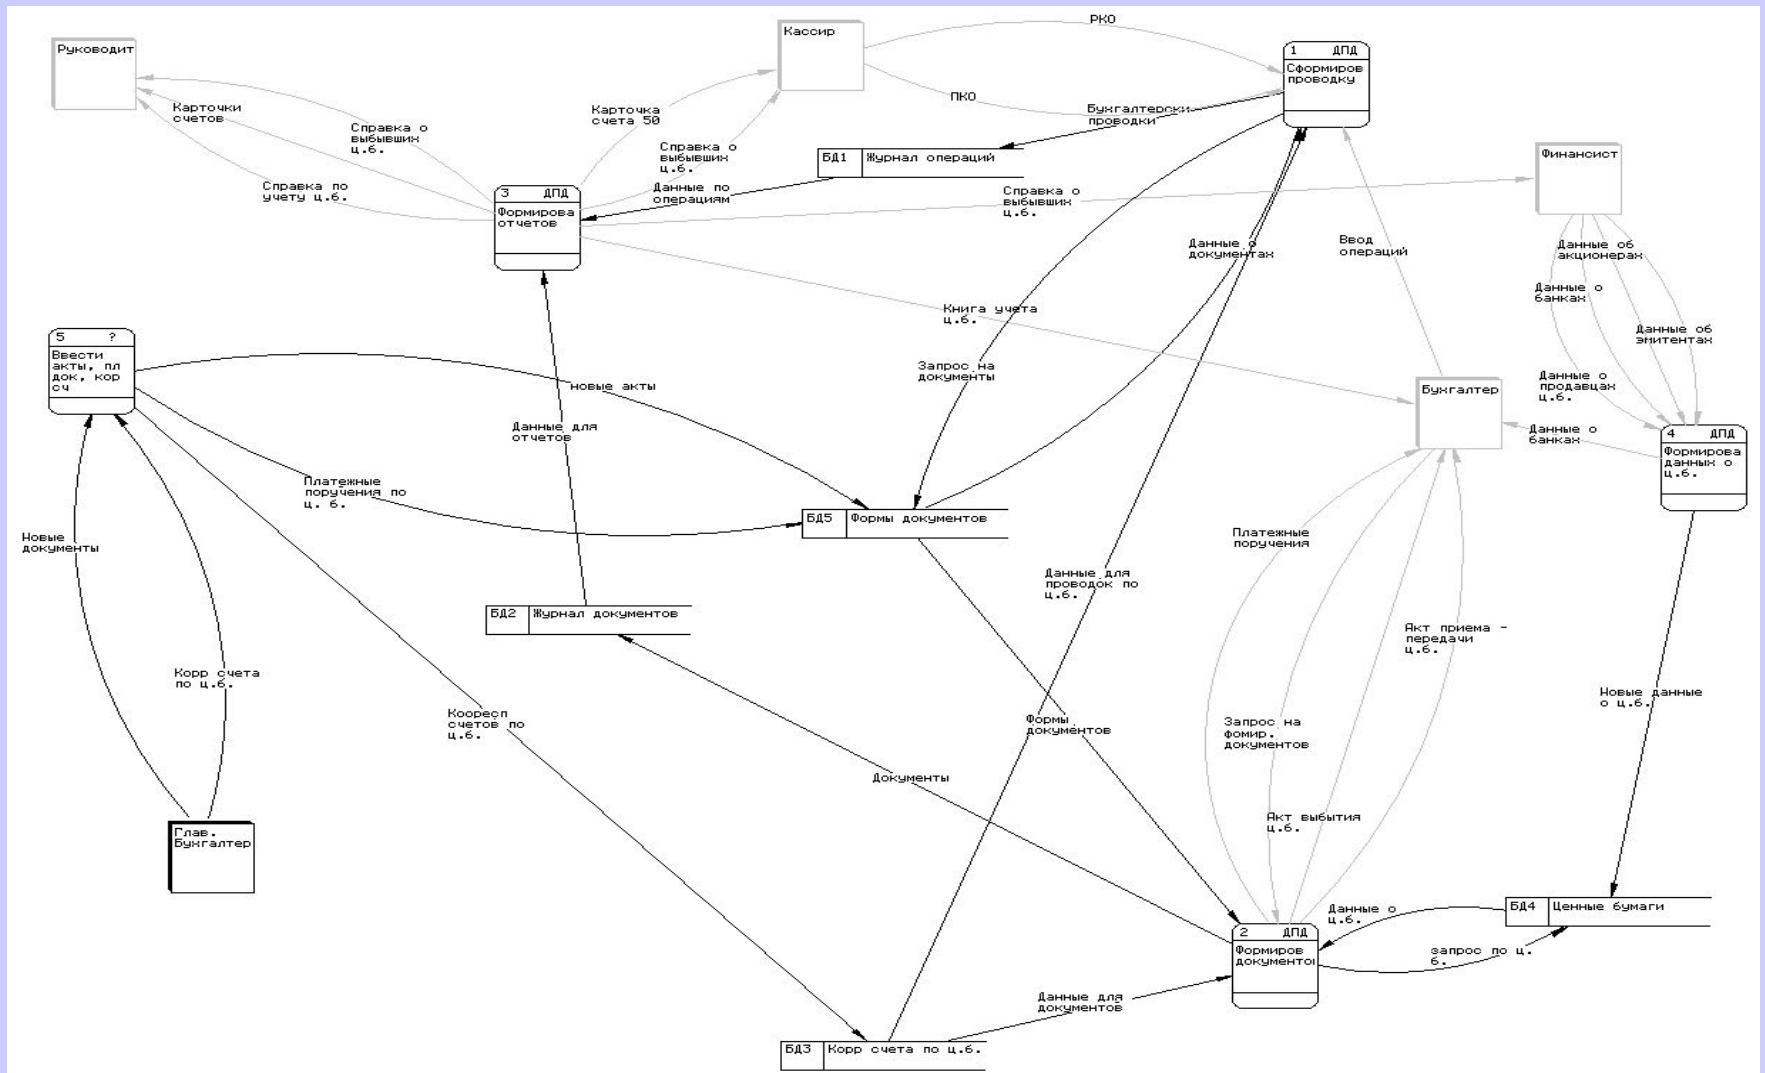 Руководит
Кассир
РКО
1 ДПД
Сформиров
проводку
ПКО
Карточки
счетов
Карточка
счета 50
Бухгалтерски
проводки
Справка о
выбывших
ц.б.
Справка о
выбывших
ц.б.
БД1 Журнал операций
Финансист
Справка по
учету ц.б.
3 ДПД
Формирова
отчетов
Данные по
операциям
Справка о
выбывших
ц.б.
Данные о
документах
Ввод
операций
Данные об
акционерах
Данные о
банках
Книга учета
ц.б.
Данные об
эмитентах
5 ?
Ввести
акты, пл
док, кор
сч
новые акты
Запрос на
документы
Данные о
продавцах
ц.б.
Бухгалтер
Данные для
отчетов
Данные о
банках
4 ДПД
Формирова
данных о
ц.б.
Платежные
поручения по
ц. б.
БД5 Формы документов
Новые
документы
Платежные
поручения
Данные для
проводок по
ц.б.
БД2 Журнал документов
Акт приема -
передачи
ц.б.
Корр счета
по ц.б.
Новые данные
о ц.б.
Кооресп
счетов по
ц.б.
Формы
документов
Запрос на
фомир.
документов
Документы
Глав.
Бухгалтер
Акт выбытия
ц.б.
Данные о
ц.б.
БД4 Ценные бумаги
2 ДПД
Формиров
документо
запрос по ц.
б.
Данные для
документов
БД3 Корр счета по ц.б.